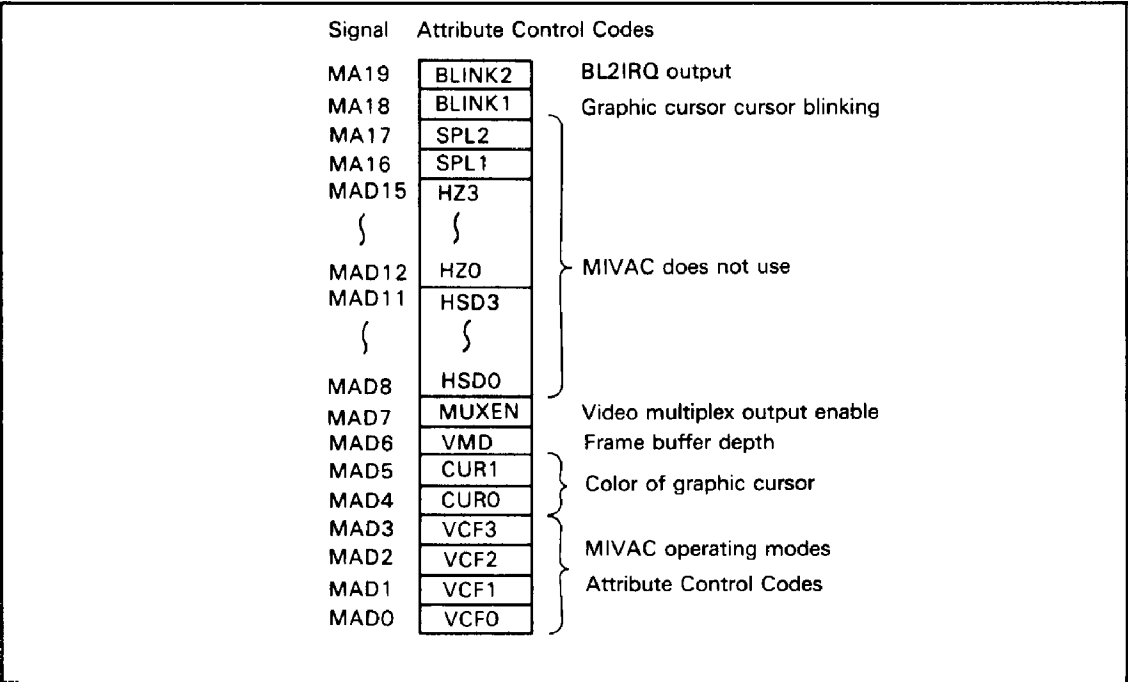 Signal Attribute Control Codes
MA19 BLINK2 BL2IRQ output
MA18 BLINK1 Graphic cursor cursor blinking
MA17 SPL2
MA16 SPL1
MAD15 HZ3
MAD12 HZ0 MIVAC does not use
MAD11 HSD3
MAD8 HSD0
MAD7 MUXEN Video multiplex output enable
MAD6 VMD Frame buffer depth
MAD5 CUR1
Color of graphic cursor
MAD4 CUR0
MAD3 VCF3
MIVAC operating modes
MAD2 VCF2
Attribute Control Codes
MAD1 VCF1
MAD0 VCF0